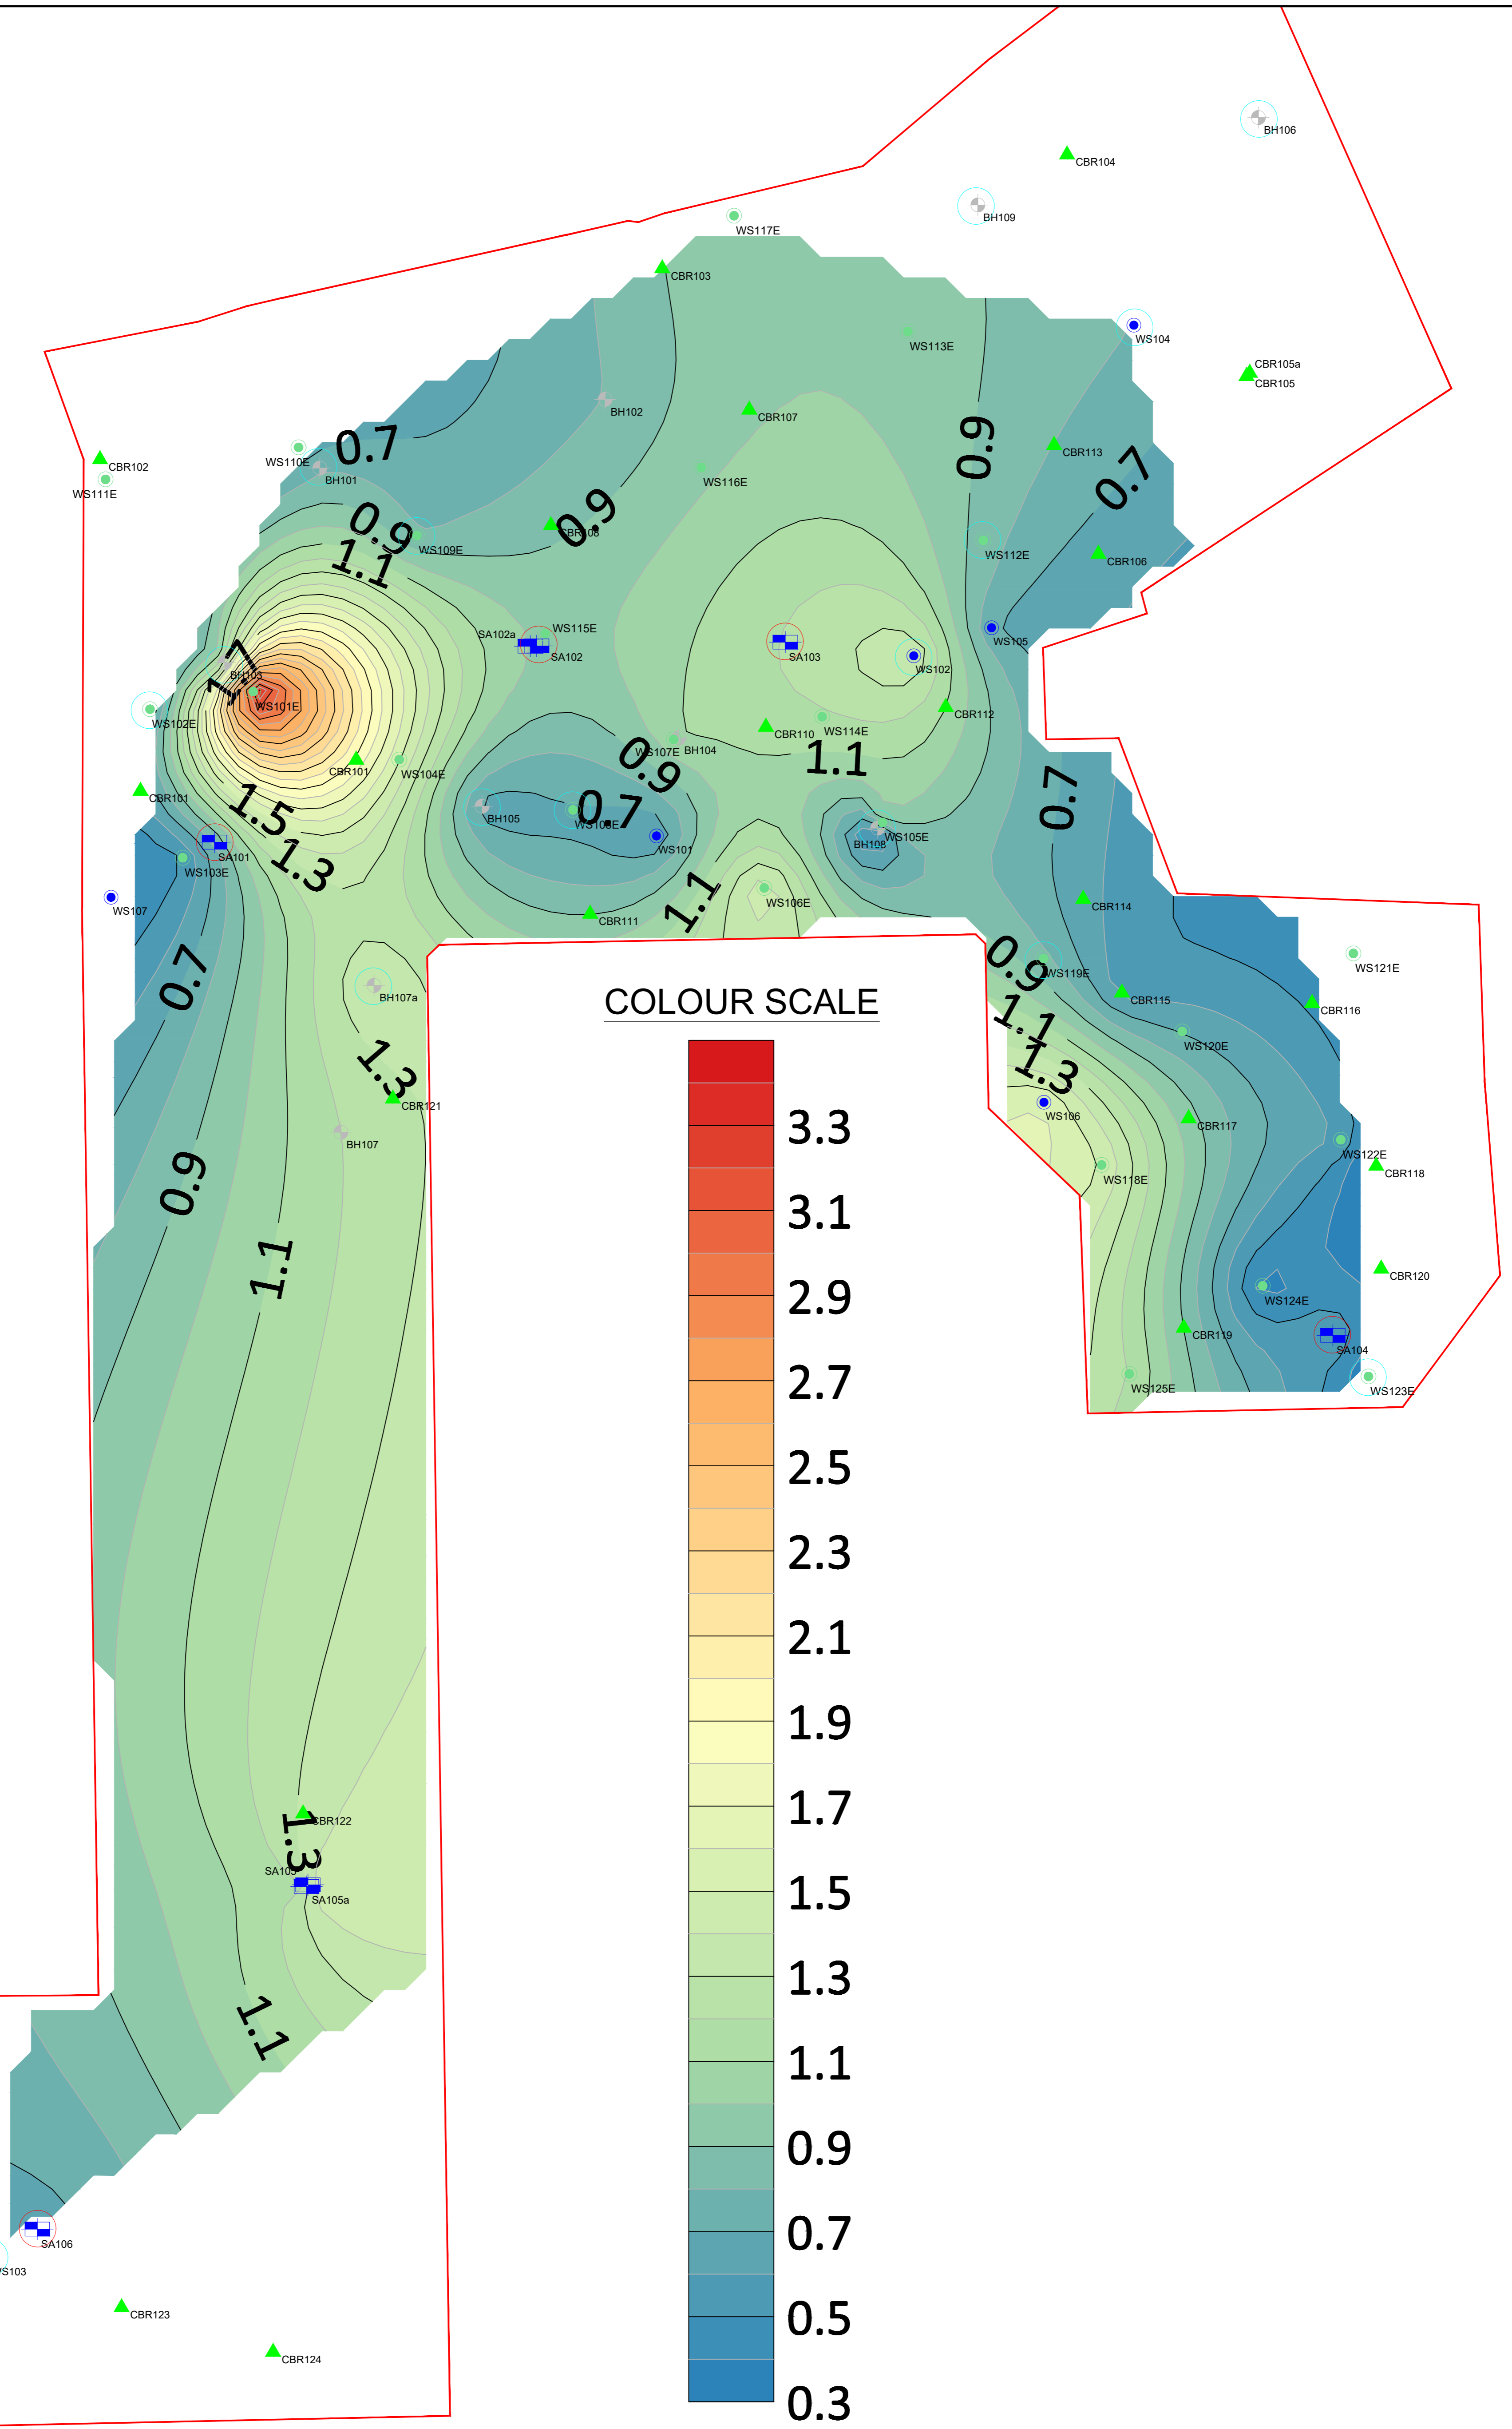 BH106
CBR104
BH109
WS117E
CBR103
WS104
WS113E
CBR105a
CBR105
BH102
CBR107
0.7
0.9
CBR113
WS110E
CBR102
BH101
WS116E
0.7
WS111E
0.9
0.9
CBR108
WS109E
1.1
WS112E
CBR106
SA102a
WS115E
SA102
SA103
WS105
WS102
1.7
BH103
WS101E
WS102E
CBR112
WS114E
CBR110
WS107E
BH104
0.9
1.1
CBR101
WS104E
CBR101
0.7
1.5
BH105
0.7
WS108E
WS101
WS105E
BH108
SA101
1.3
WS103E
WS107
1.1
WS106E
CBR114
CBR111
0.7
0.9
WS121E
WS119E
BH107a
CBR115
COLOUR SCALE
CBR116
1.1
WS120E
1.3
1.3
CBR121
WS106
CBR117
BH107
WS122E
0.9
WS118E
CBR118
1.1
CBR120
WS124E
CBR119
SA104
WS125E
WS123E
3.3
3.1
2.9
2.7
2.5
2.3
2.1
1.9
1.7
1.5
1.3
1.1
0.9
0.7
0.5
0.3
CBR122
1.3
SA105
SA105a
1.1
SA106
WS103
CBR123
CBR124